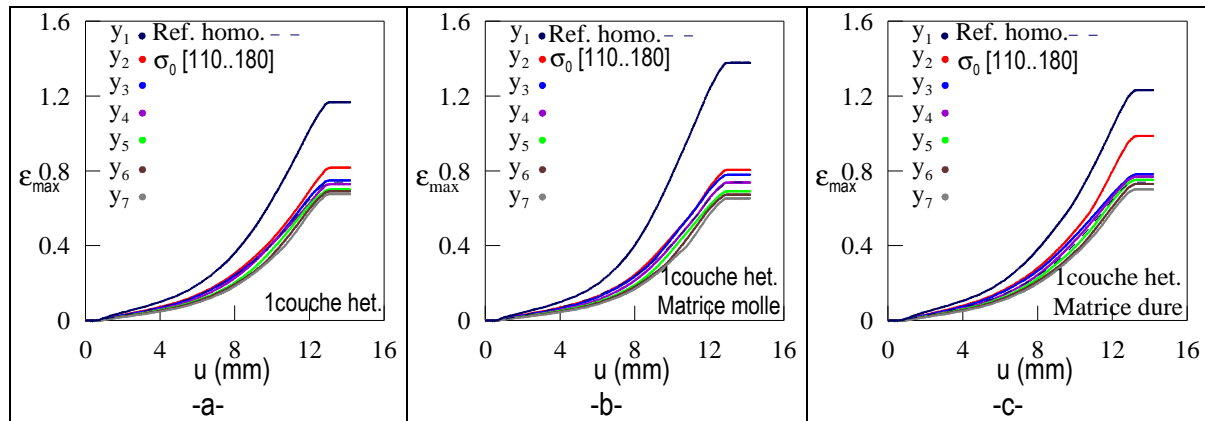 1.6
1.2
0.8
0.4
0
εmax
y1 Ref. homo.
y2 σ0 [110..180]
y3
y4
y5
y6
y7
1couche het.
0 4 8 12 16
u (mm)
-a-
1.6
1.2
0.8
0.4
0
εmax
y1 Ref. homo.
y2 σ0 [110..180]
y3
y4
y5
y6
y7
1couche het.
Matrice molle
0 4 8 12 16
u (mm)
-b-
1.6
1.2
0.8
0.4
0
εmax
y1 Ref. homo.
y2 σ0 [110..180]
y3
y4
y5
y6
y7
1couche het.
Matrice dure
0 4 8 12 16
u (mm)
-c-